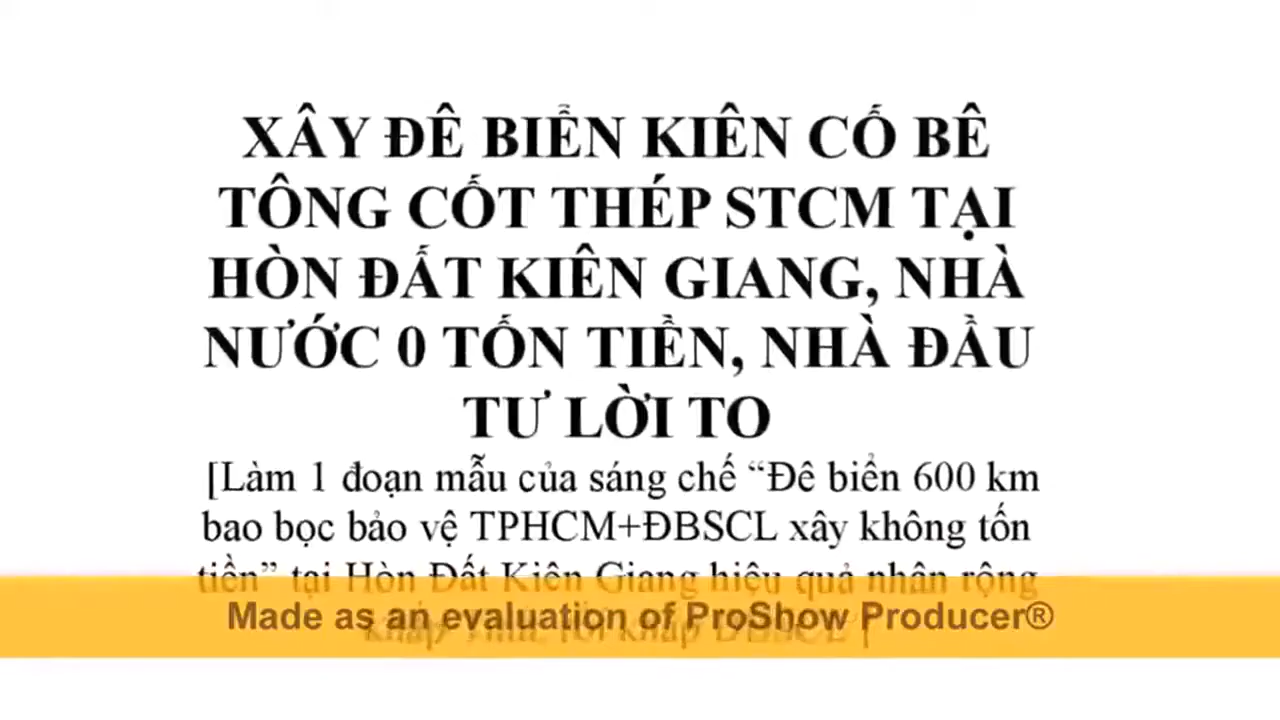 XÂY ĐÊ BIỂN KIÊN CỐ BÊ
TÔNG CỐT THÉP STCM TẠI
HÒN ĐẤT KIÊN GIANG, NHÀ
NƯỚC 0 TỐN TIỀN, NHÀ ĐẦU
TƯ LỜI TO
[Làm 1 đoạn mẫu của sáng chế “Đê biển 600 km
bao bọc bảo vệ TPHCM+ĐBSCL xây không tốn
tiền” tại Hòn Đất Kiên Giang hiệu quả nhân rộng
Made as an evaluation of ProShow Producer®